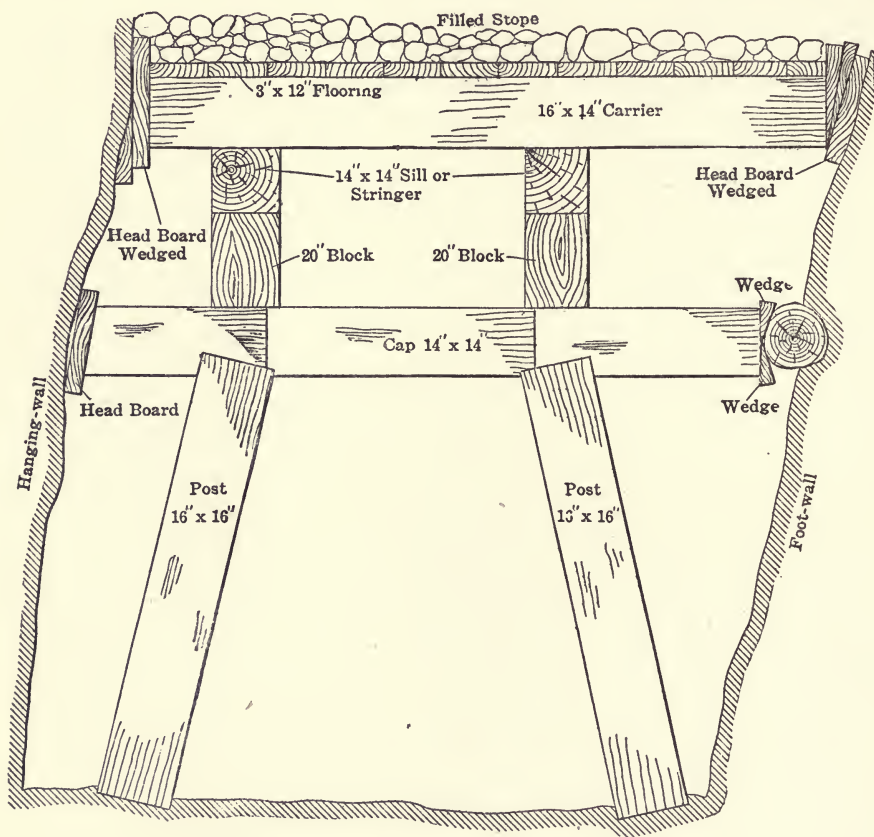 Filled Stope
3" x 12" Flooring
16" x 14" Carrier
14" x 14" Sill or
Stringer
Head Board
Wedged
Head Board
Wedged
20" Block
20" Block
Wedge
Cap 14" x 14
Head Board
Wedge
Hanging-wall
Foot-wall
Post
16" x 16"
Post
16" x 16"